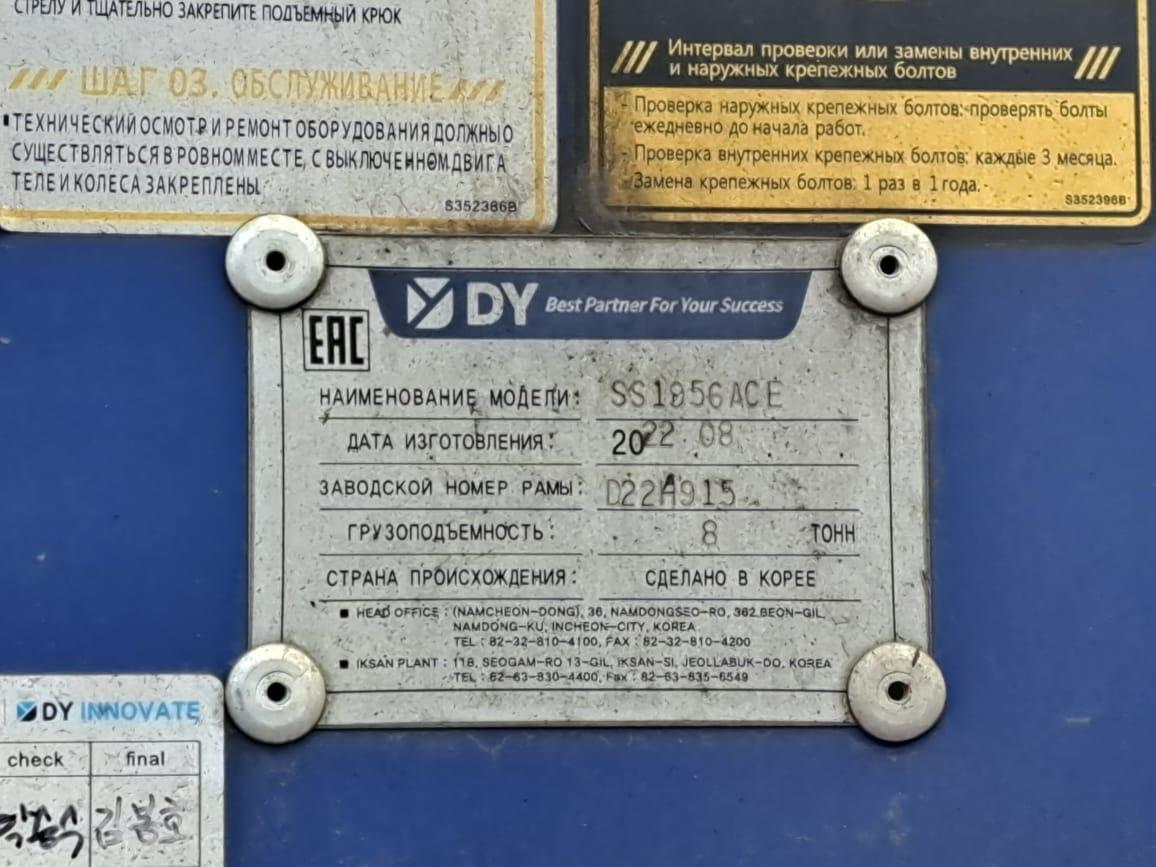 СТРЕЛУ И ТЩАТЕЛЬНО ЗАКРЕПИТЕ ПОДЪЕМНЫЙ КРЮК
ШАГ 03. ОБСЛУЖИВАНИЕ
ТЕХНИЧЕСКИЙ ОСМОТР И РЕМОНТ ОБОРУДОВАНИЯ ДОЛЖНЫ О
СУЩЕСТВЛЯТЬСЯ В РОВНОМ МЕСТЕ, С ВЫКЛЮЧЕННОМ ДВИГА
ТЕЛЕ И КОЛЕСА ЗАКРЕПЛЕНЫ
S352386B
Интервал проверки или замены внутренних
и наружных крепежных болтов
- Проверка наружных крепежных болтов: проверять болты
ежедневно до начала работ.
- Проверка внутренних крепежных болтов: каждые 3 месяца.
- Замена крепежных болтов: 1 раз в 1 года.
S352396B
DY Best Partner For Your Success
EAC
НАИМЕНОВАНИЕ МОДЕЛИ: SS1956ACE
ДАТА ИЗГОТОВЛЕНИЯ: 2022 08
ЗАВОДСКОЙ НОМЕР РАМЫ: D22A915
ГРУЗОПОДЪЕМНОСТЬ: 8 ТОНН
СТРАНА ПРОИСХОЖДЕНИЯ: СДЕЛАНО В КОРЕЕ
■ HEAD OFFICE : (NAMCHEON-DONG), 36, NAMDONGSEO-RO, 362 BEON-GIL,
NAMDONG-KU, INCHEON-CITY, KOREA
TEL : 82-32-810-4100, FAX : 82-32-810-4200
■ IKSAN PLANT : 118, SEOGAM-RO 13-GIL, IKSAN-SI, JEOLLABUK-DO, KOREA
TEL : 82-63-830-4400, Fax : 82-63-835-6549
DY INNOVATE
check final
김봉호